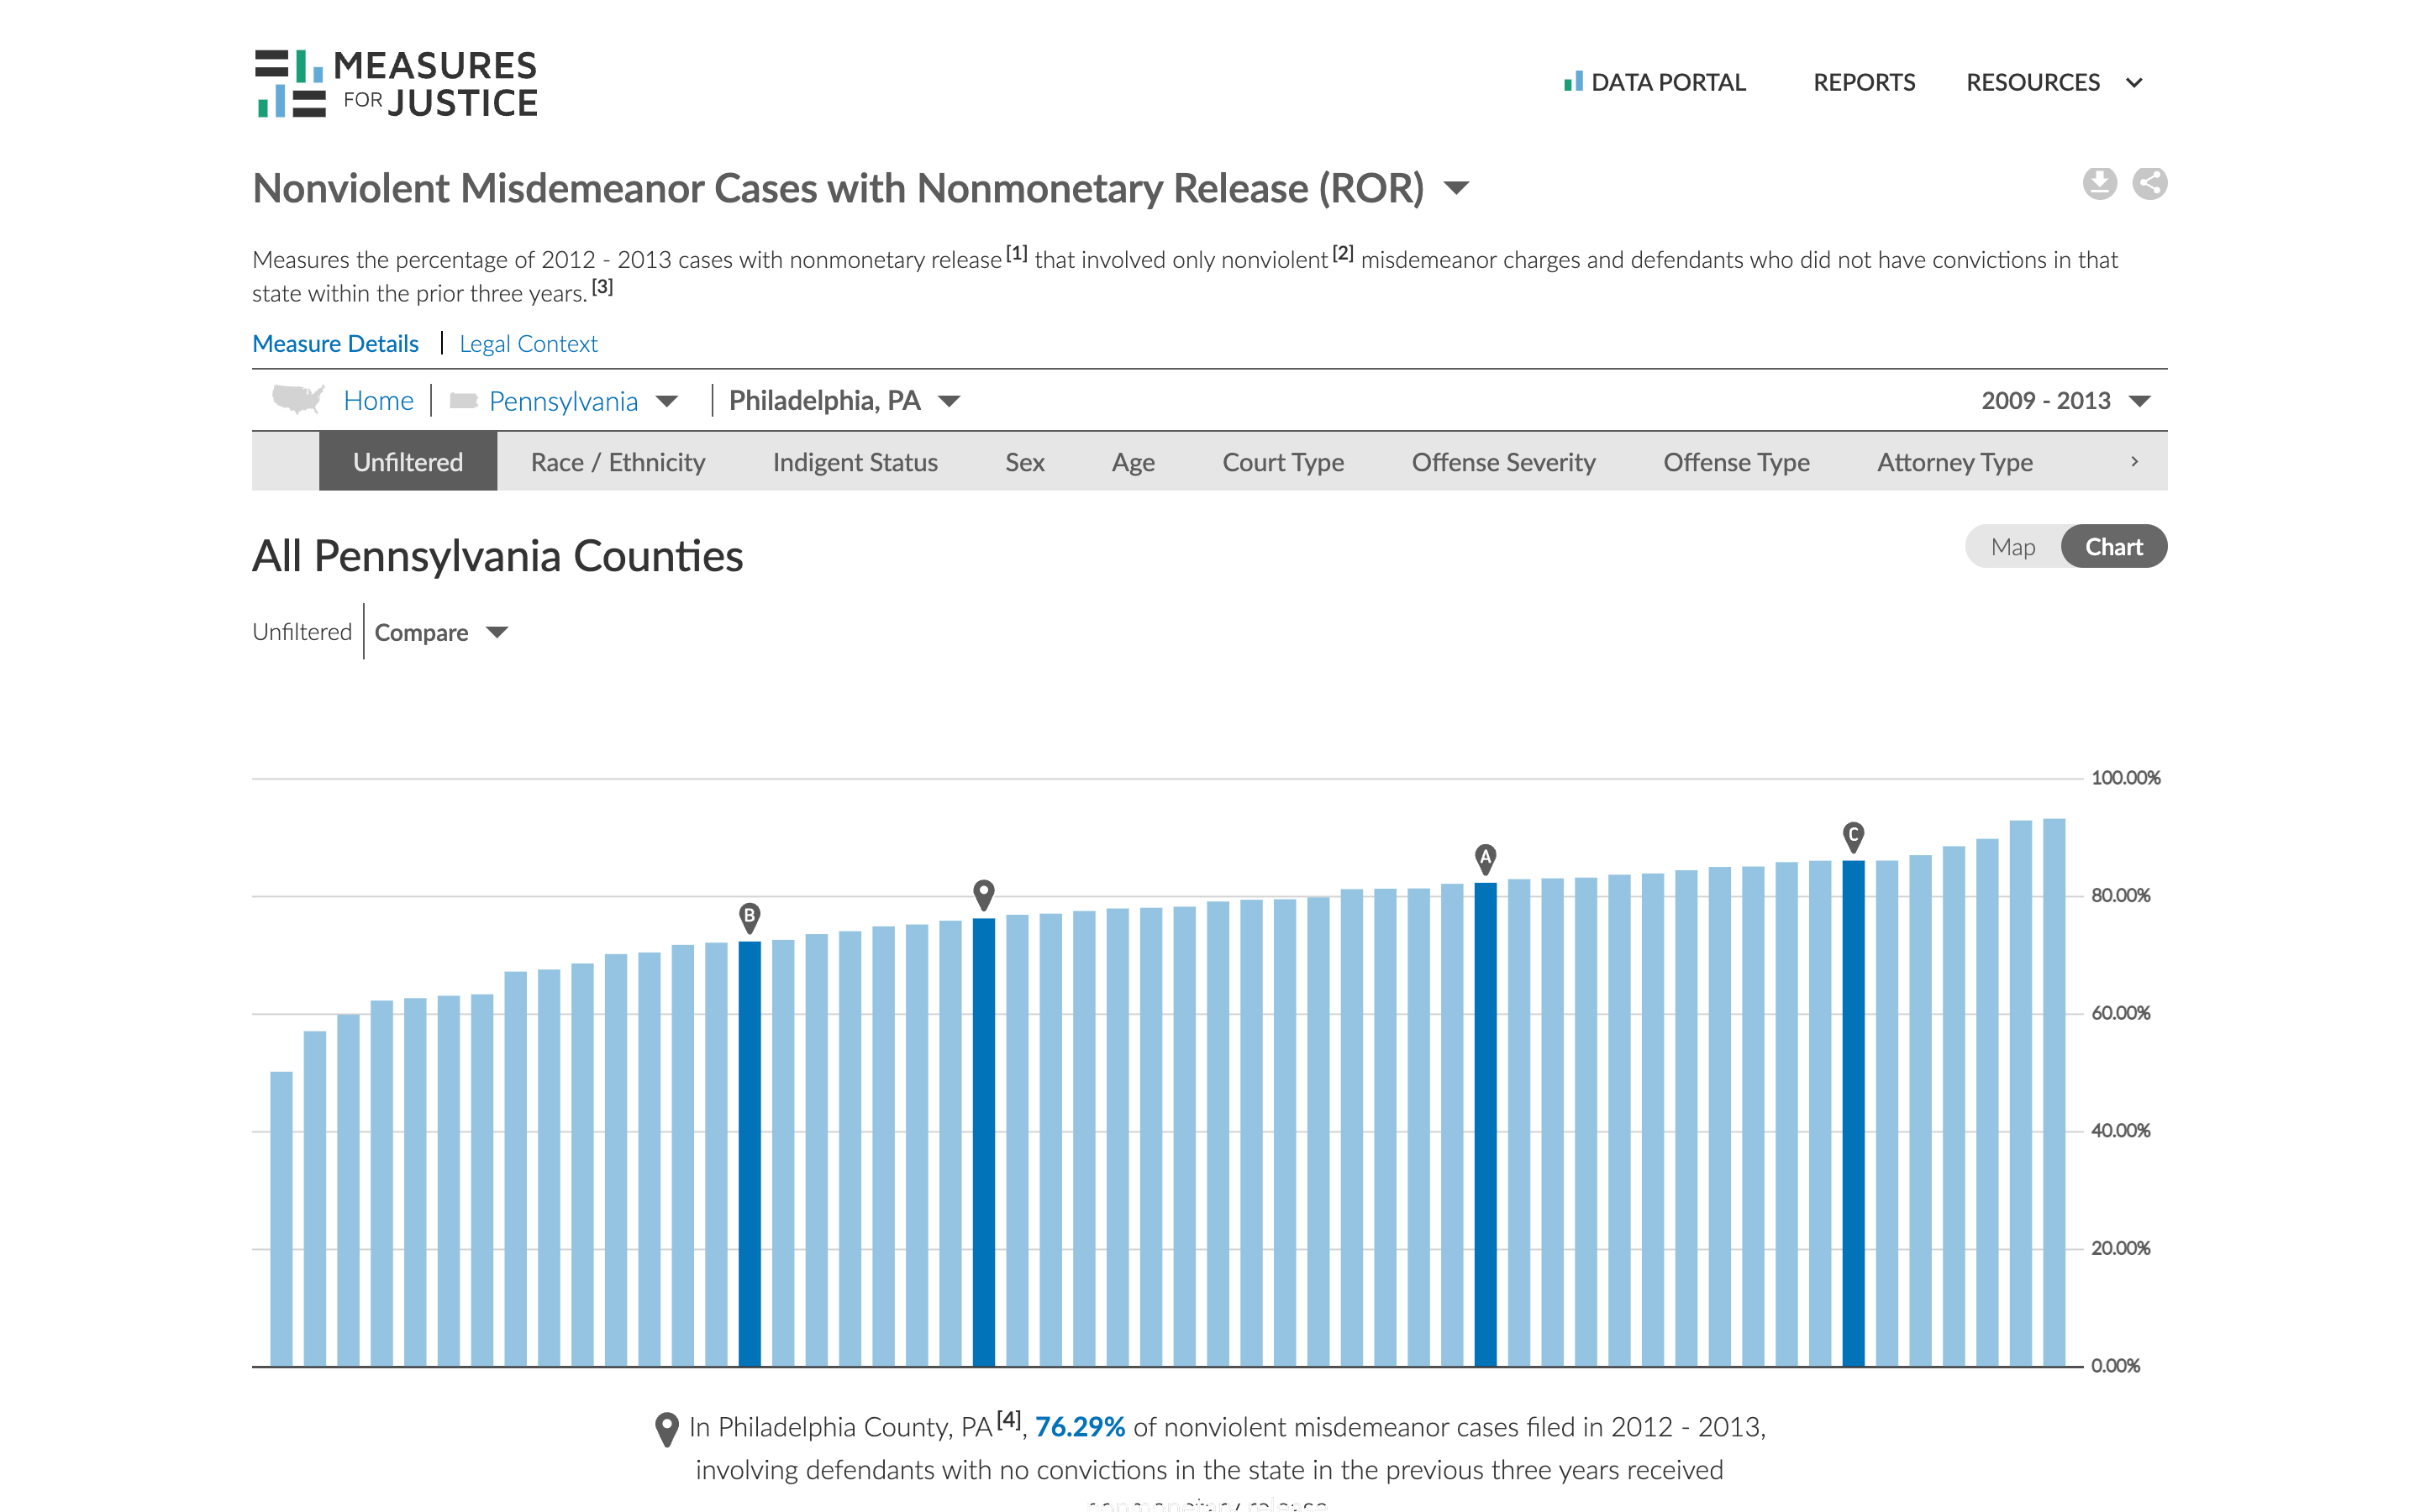 MEASURES
FOR JUSTICE
DATA PORTAL
REPORTS
RESOURCES
Nonviolent Misdemeanor Cases with Nonmonetary Release (ROR)
Measures the percentage of 2012 - 2013 cases with nonmonetary release [1] that involved only nonviolent [2] misdemeanor charges and defendants who did not have convictions in that
state within the prior three years. [3]
Measure Details | Legal Context
Home | Pennsylvania | Philadelphia, PA 2009 - 2013
Unfiltered Race / Ethnicity Indigent Status Sex Age Court Type Offense Severity Offense Type Attorney Type >
All Pennsylvania Counties
Map Chart
Unfiltered | Compare
100.00%
C
A
80.00%
B
60.00%
40.00%
20.00%
0.00%
In Philadelphia County, PA [4], 76.29% of nonviolent misdemeanor cases filed in 2012 - 2013,
involving defendants with no convictions in the state in the previous three years received